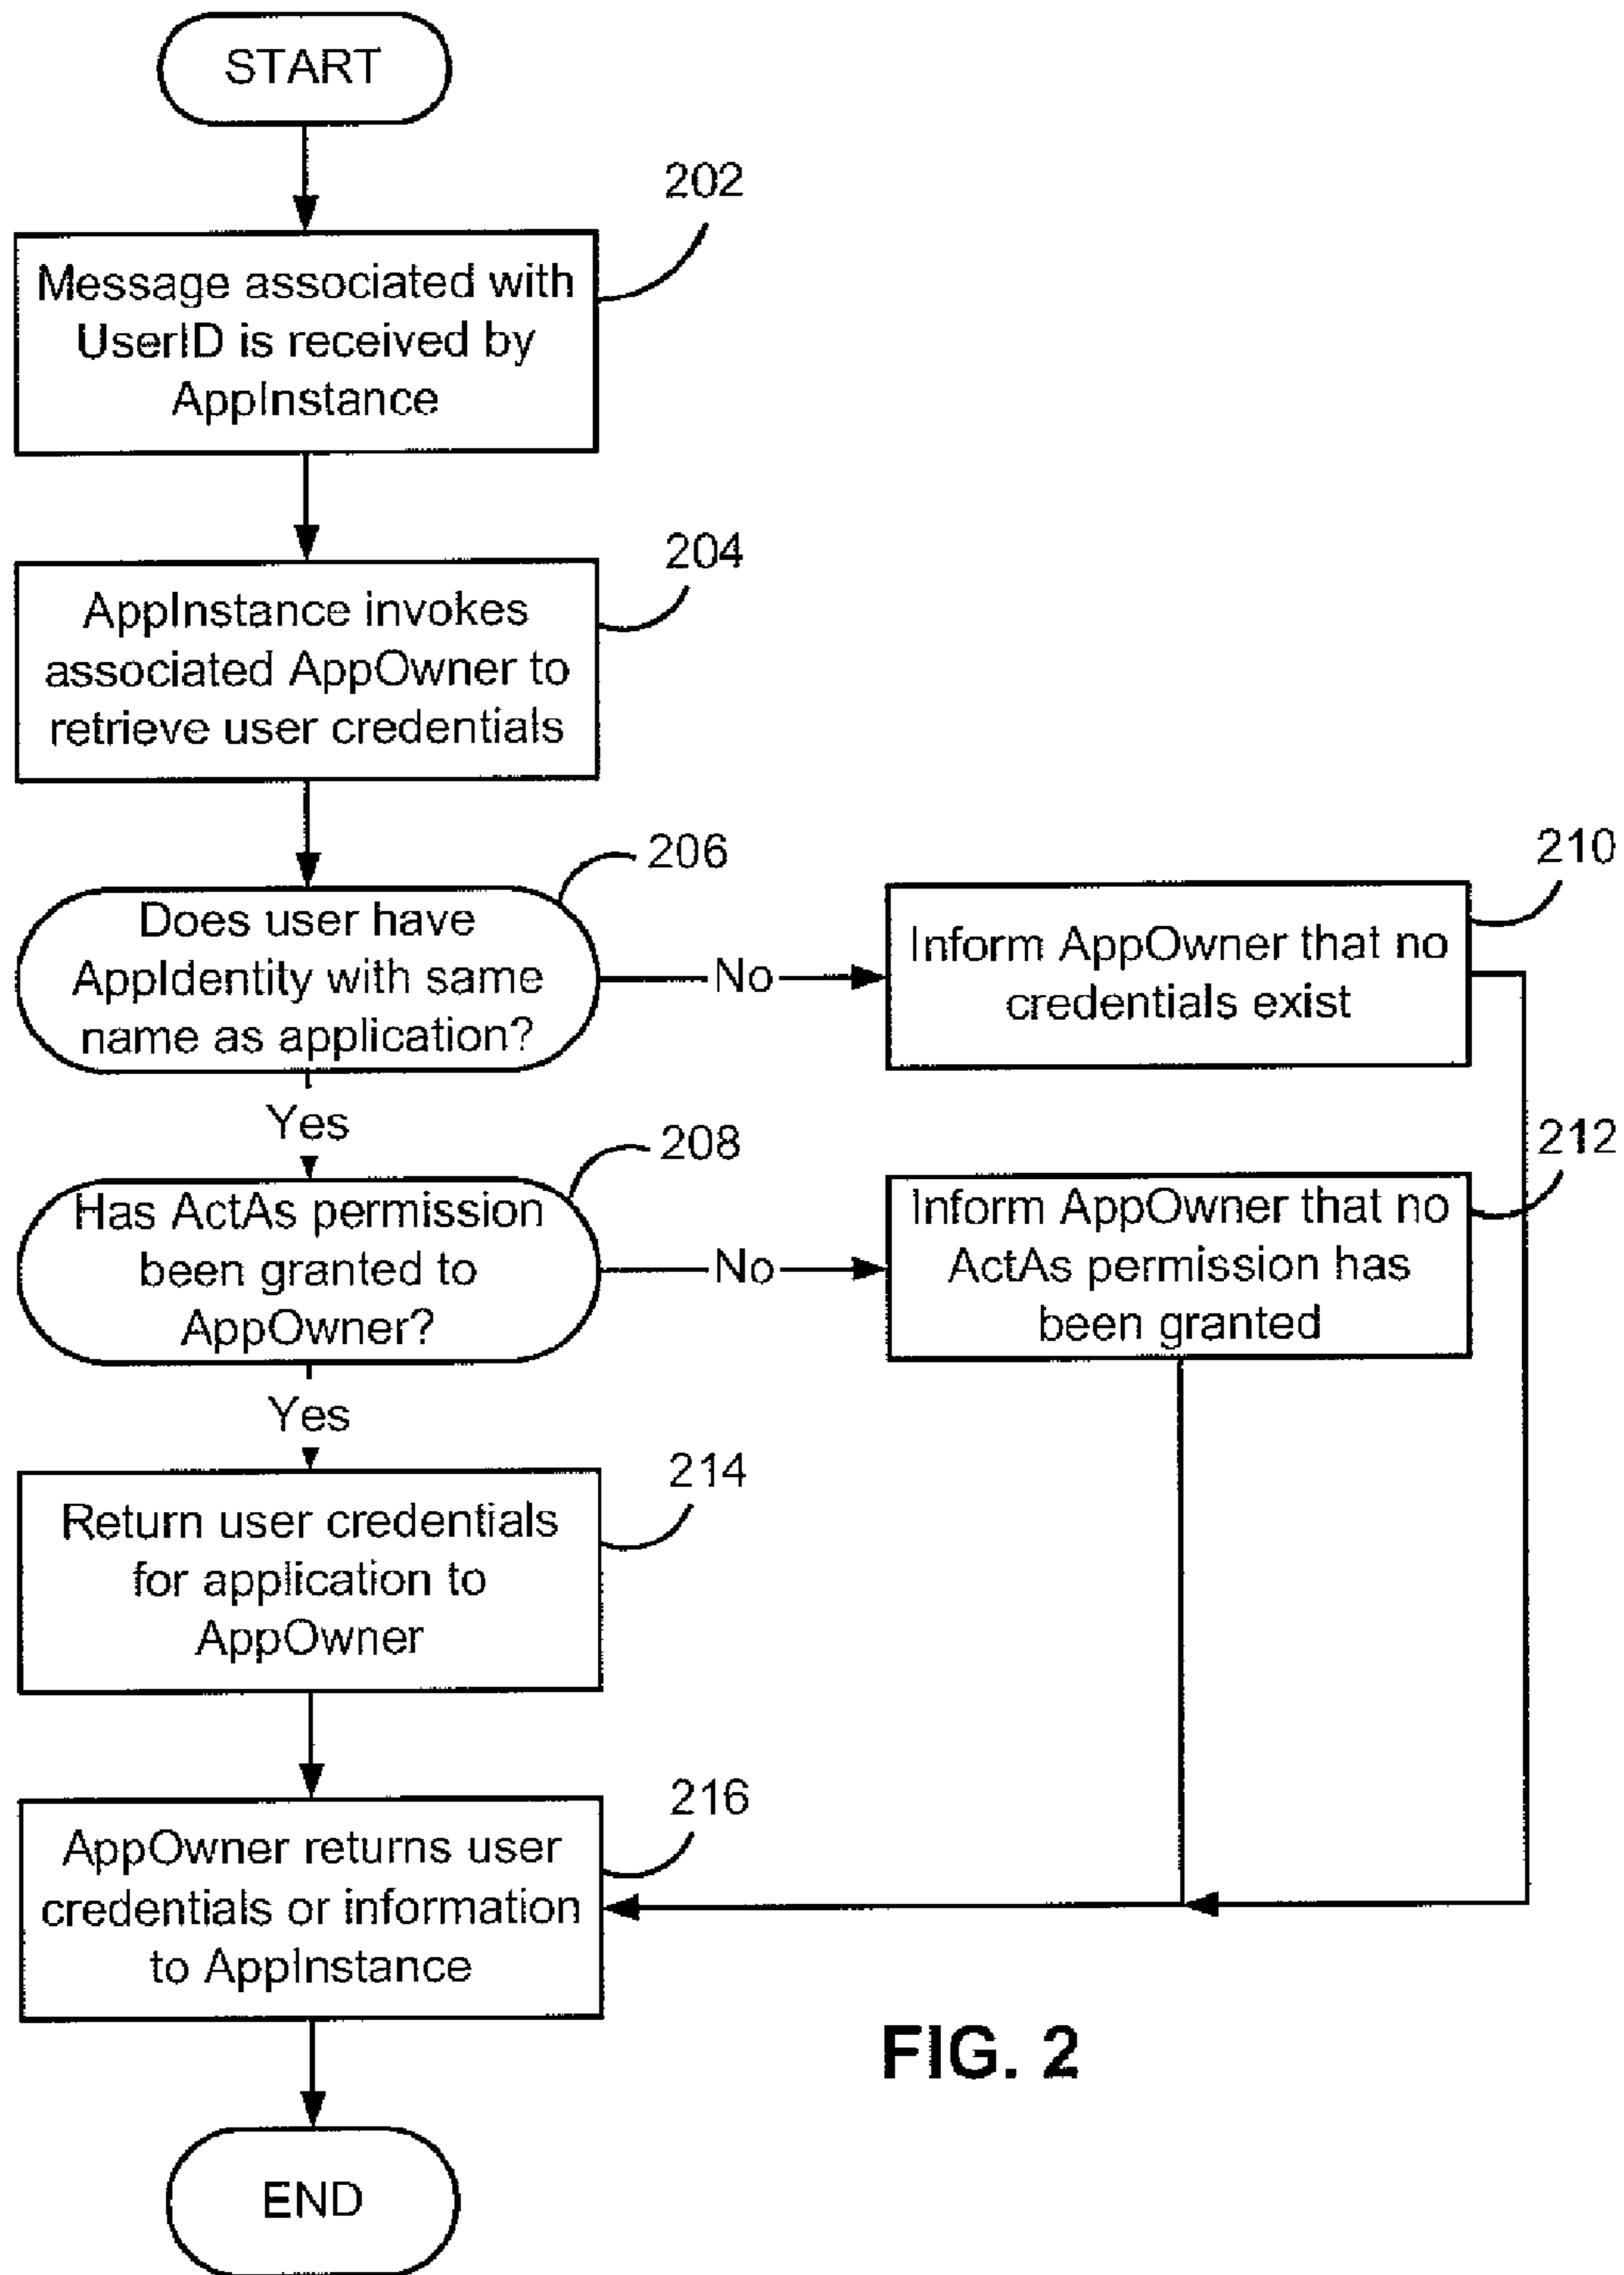 START
202
Message associated with
UserID is received by
AppInstance
204
AppInstance invokes
associated AppOwner to
retrieve user credentials
206
Does user have
AppIdentity with same
name as application?
No
210
Inform AppOwner that no
credentials exist
Yes
208
Has ActAs permission
been granted to
AppOwner?
No
212
Inform AppOwner that no
ActAs permission has
been granted
Yes
214
Return user credentials
for application to
AppOwner
216
AppOwner returns user
credentials or information
to AppInstance
FIG. 2
END